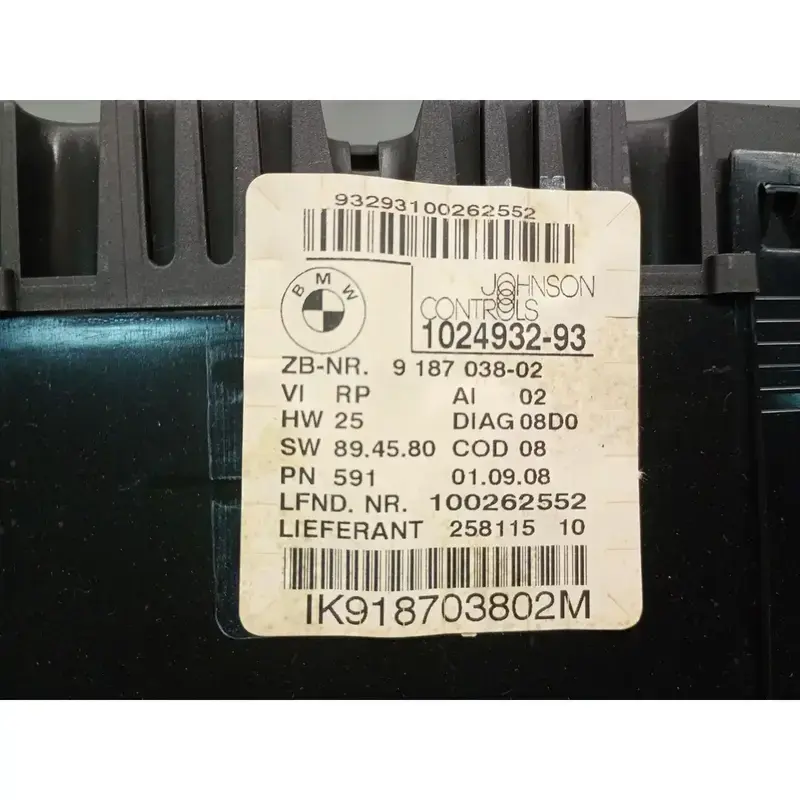 93293100262552
BMW
JOHNSON
CONTROLS
1024932-93
ZB-NR. 9 187 038-02
VI RP AI 02
HW 25 DIAG 08D0
SW 89.45.80 COD 08
PN 591 01.09.08
LFND. NR. 100262552
LIEFERANT 258115 10
IK918703802M